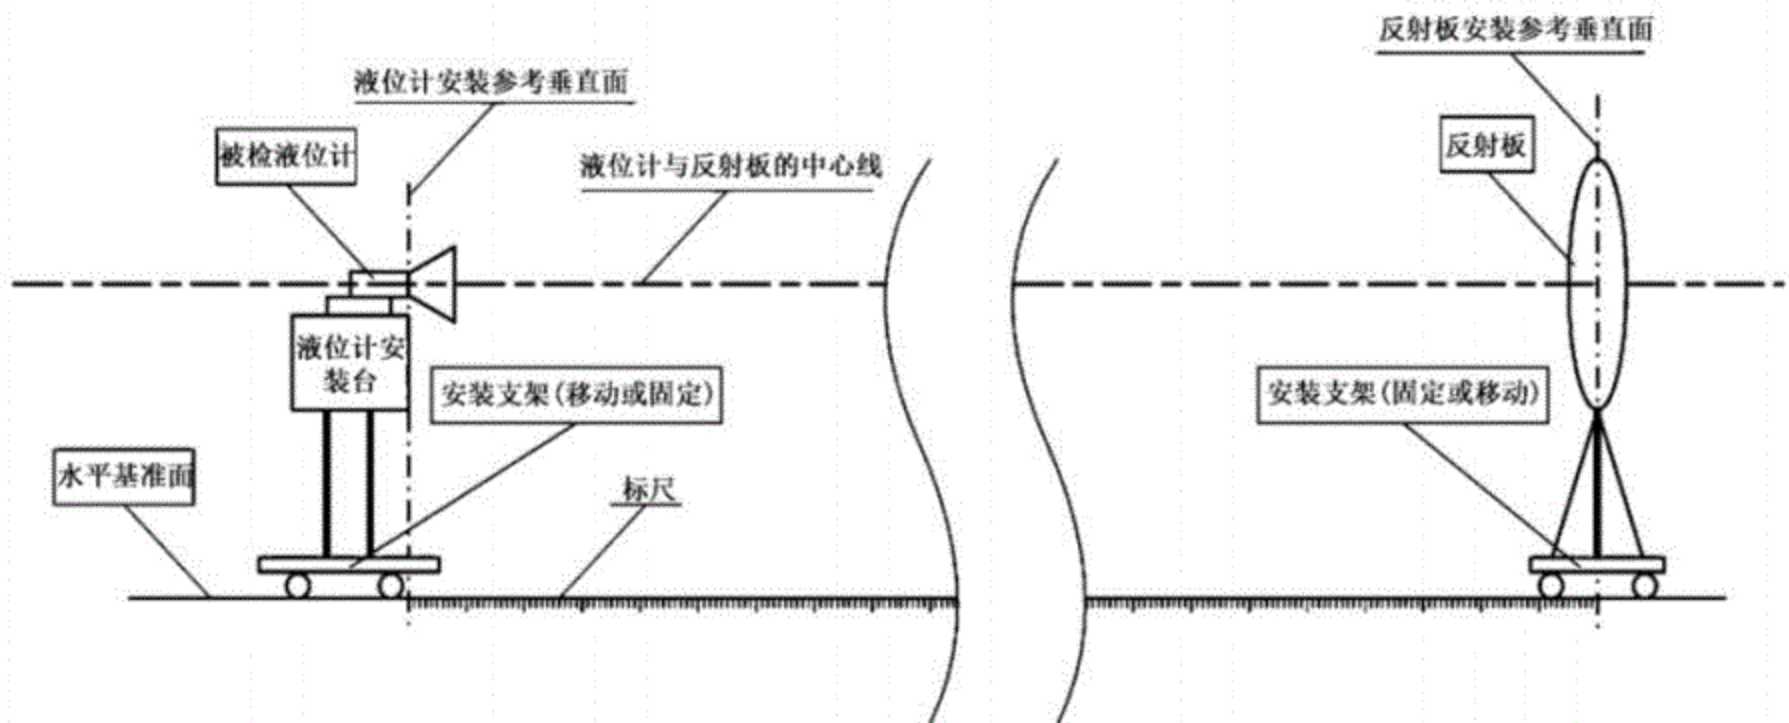 反射板安装参考垂直面
液位计安装参考垂直面
被检液位计
液位计与反射板的中心线
反射板
液位计安
装台
安装支架(移动或固定)
安装支架(固定或移动)
水平基准面
标尺